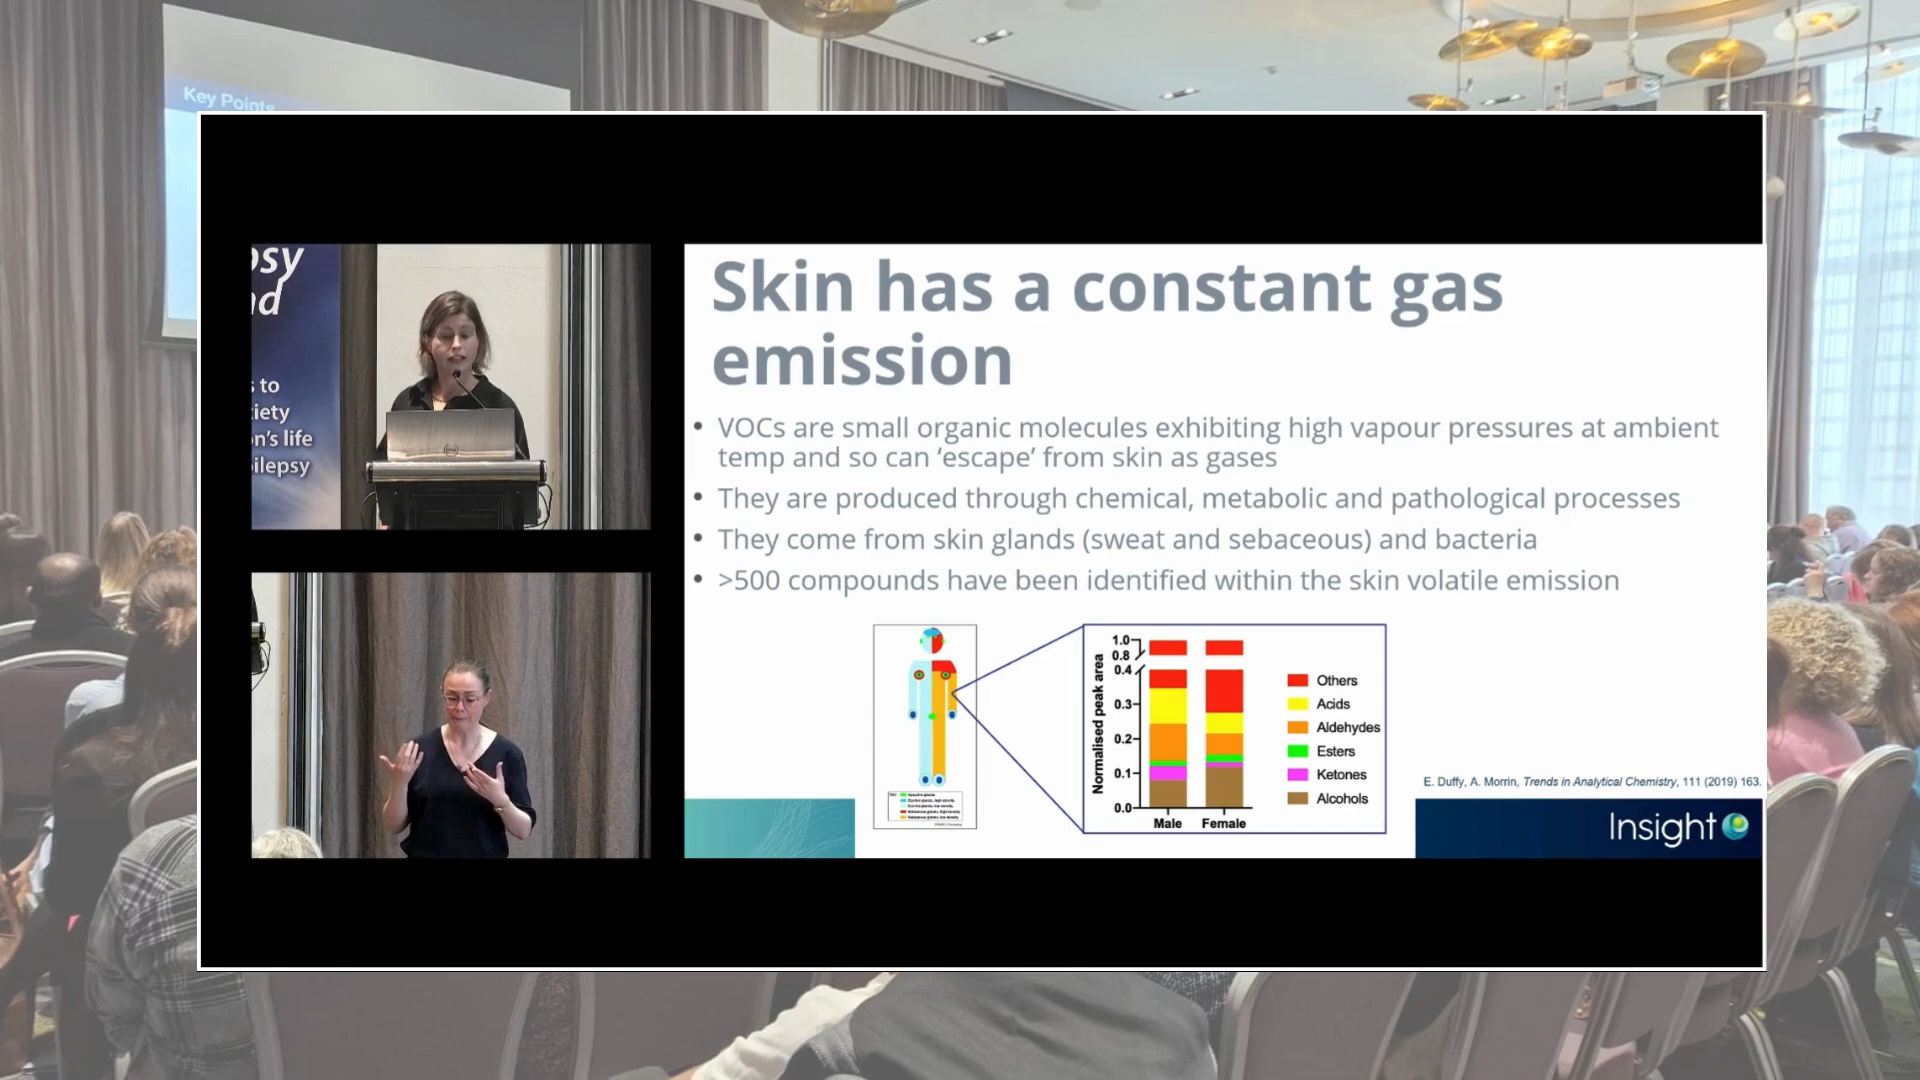 Key Points
psy
nd
s to
iety
on's life
pilepsy
Skin has a constant gas
emission
• VOCs are small organic molecules exhibiting high vapour pressures at ambient
temp and so can ‘escape’ from skin as gases
• They are produced through chemical, metabolic and pathological processes
• They come from skin glands (sweat and sebaceous) and bacteria
• >500 compounds have been identified within the skin volatile emission
Normalised peak area
1.0
0.8
0.4
0.3
0.2
0.1
0.0
Male Female
Others
Acids
Aldehydes
Esters
Ketones
Alcohols
E. Duffy, A. Morrin, Trends in Analytical Chemistry, 111 (2019) 163.
Insight